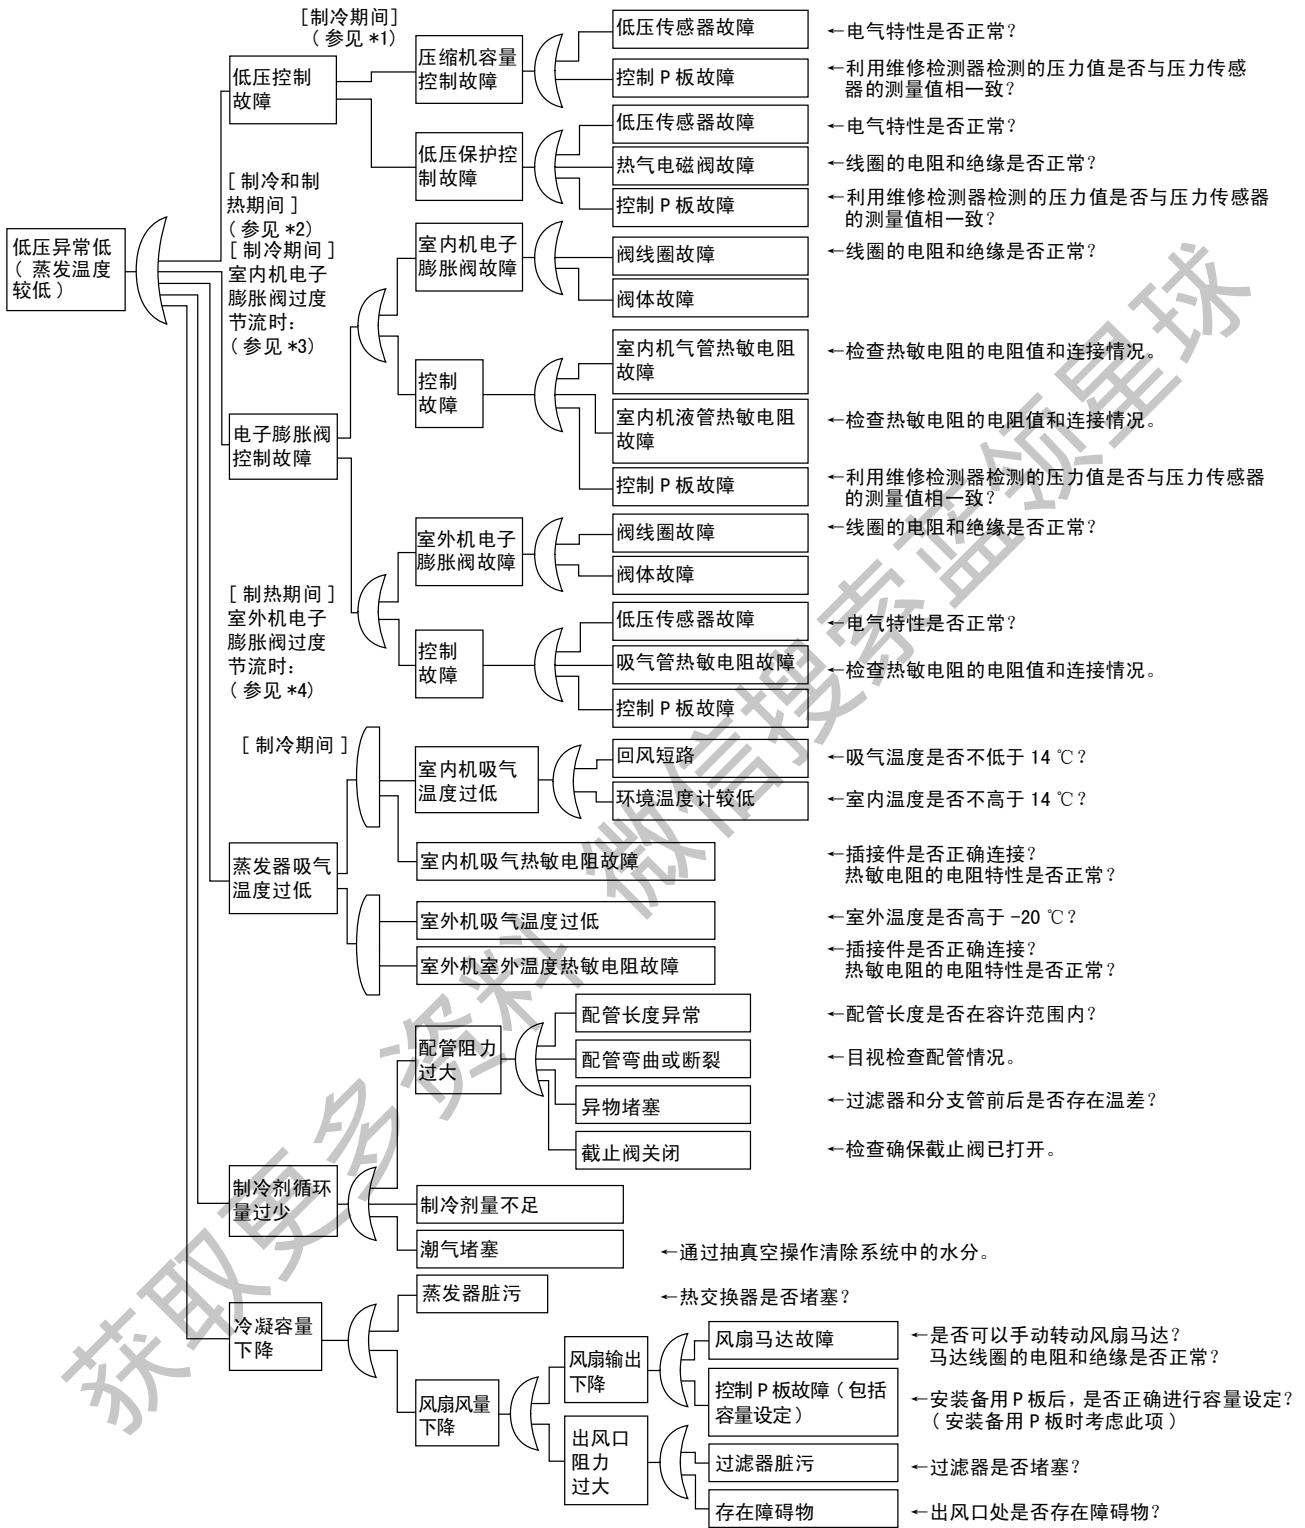 [制冷期间]
(参见 *1)
低压控制
故障
压缩机容量
控制故障
低压传感器故障
←电气特性是否正常？
控制 P 板故障
←利用维修检测器检测的压力值是否与压力传感
器的测量值相一致？
低压保护控
制故障
低压传感器故障
←电气特性是否正常？
热气电磁阀故障
←线圈的电阻和绝缘是否正常？
控制 P 板故障
←利用维修检测器检测的压力值是否与压力传感器
的测量值相一致？
低压异常低
(蒸发温度
较低)
[制冷和制
热期间]
(参见 *2)
[制冷期间]
室内机电子
膨胀阀过度
节流时：
(参见 *3)
电子膨胀阀
控制故障
室内机电子
膨胀阀故障
阀线圈故障
←线圈的电阻和绝缘是否正常？
阀体故障
控制
故障
室内机气管热敏电阻
故障
←检查热敏电阻的电阻值和连接情况。
室内机液管热敏电阻
故障
←检查热敏电阻的电阻值和连接情况。
控制 P 板故障
←利用维修检测器检测的压力值是否与压力传感器
的测量值相一致？
[制热期间]
室外机电子
膨胀阀过度
节流时：
(参见 *4)
室外机电子
膨胀阀故障
阀线圈故障
←线圈的电阻和绝缘是否正常？
阀体故障
控制
故障
低压传感器故障
←电气特性是否正常？
吸气管热敏电阻故障
←检查热敏电阻的电阻值和连接情况。
控制 P 板故障
[制冷期间]
蒸发器吸气
温度过低
室内机吸气
温度过低
回风短路
←吸气温度是否不低于 14 ℃？
环境温度计较低
←室内温度是否不高于 14 ℃？
室内机吸气热敏电阻故障
←插接件是否正确连接？
热敏电阻的电阻特性是否正常？
室外机吸气温度过低
←室外温度是否高于 -20 ℃？
室外机室外温度热敏电阻故障
←插接件是否正确连接？
热敏电阻的电阻特性是否正常？
制冷剂循环
量过少
配管阻力
过大
配管长度异常
←配管长度是否在容许范围内？
配管弯曲或断裂
←目视检查配管情况。
异物堵塞
←过滤器和分支管前后是否存在温差？
截止阀关闭
←检查确保截止阀已打开。
制冷剂量不足
潮气堵塞
←通过抽真空操作清除系统中的水分。
冷凝容量
下降
蒸发器脏污
←热交换器是否堵塞？
风扇风量
下降
风扇输出
下降
风扇马达故障
←是否可以手动转动风扇马达？
马达线圈的电阻和绝缘是否正常？
控制 P 板故障(包括
容量设定)
←安装备用 P 板后，是否正确进行容量设定？
(安装备用 P 板时考虑此项)
出风口
阻力
过大
过滤器脏污
←过滤器是否堵塞？
存在障碍物
←出风口处是否存在障碍物？
获取更多资料 微信搜索蓝领星球